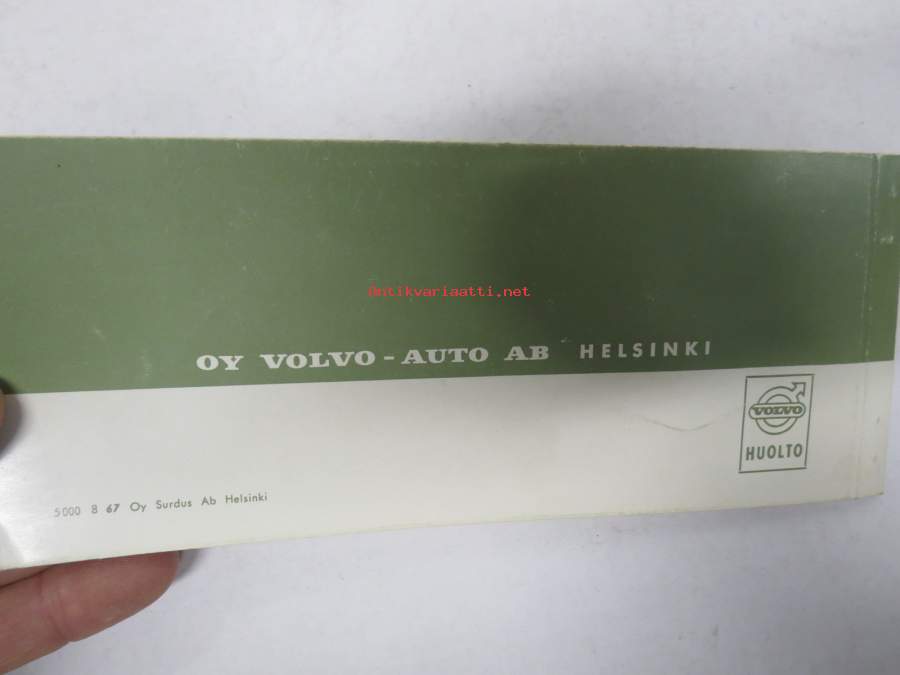 antikvariaatti.net
OY VOLVO - AUTO AB HELSINKI
VOLVO
HUOLTO
5000 8 67 Oy Surdus Ab Helsinki